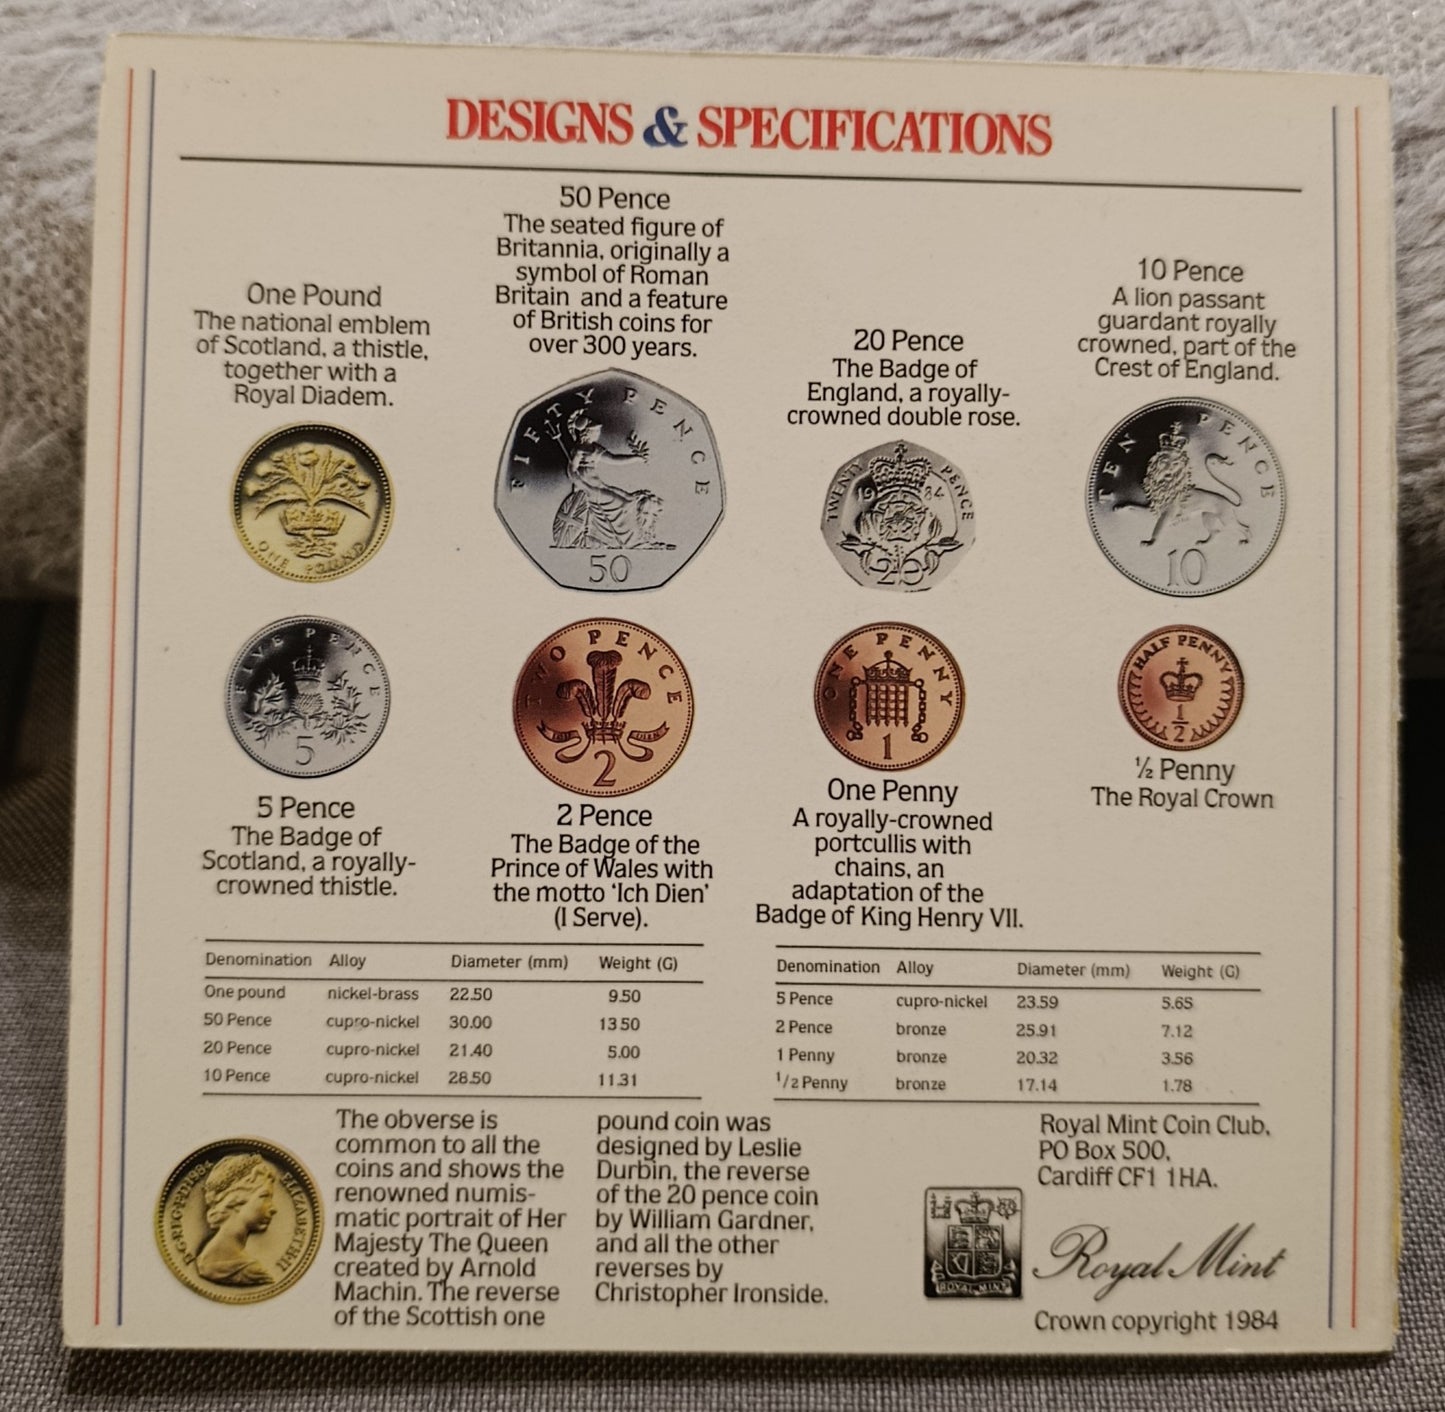 DESIGNS & SPECIFICATIONS
One Pound
The national emblem
of Scotland, a thistle,
together with a
Royal Diadem.
ONE POUND
50 Pence
The seated figure of
Britannia, originally a
symbol of Roman
Britain and a feature
of British coins for
over 300 years.
FIFTY PENCE
50
20 Pence
The Badge of
England, a royally-
crowned double rose.
TWENTY PENCE
1984
20
10 Pence
A lion passant
guardant royally
crowned, part of the
Crest of England.
TEN PENCE
10
FIVE PENCE
5
5 Pence
The Badge of
Scotland, a royally-
crowned thistle.
TWO PENCE
ICH DIEN
2
2 Pence
The Badge of the
Prince of Wales with
the motto ‘Ich Dien’
(I Serve).
ONE PENNY
1
One Penny
A royally-crowned
portcullis with
chains, an
adaptation of the
Badge of King Henry VII.
HALF PENNY
1/2
½ Penny
The Royal Crown
Denomination Alloy Diameter (mm) Weight (G)
One pound nickel-brass 22.50 9.50
50 Pence cupro-nickel 30.00 13.50
20 Pence cupro-nickel 21.40 5.00
10 Pence cupro-nickel 28.50 11.31
Denomination Alloy Diameter (mm) Weight (G)
5 Pence cupro-nickel 23.59 5.65
2 Pence bronze 25.91 7.12
1 Penny bronze 20.32 3.56
1/2 Penny bronze 17.14 1.78
D·G·REG·F·D·1984 ELIZABETH·II
The obverse is
common to all the
coins and shows the
renowned numis-
matic portrait of Her
Majesty The Queen
created by Arnold
Machin. The reverse
of the Scottish one
pound coin was
designed by Leslie
Durbin, the reverse
of the 20 pence coin
by William Gardner,
and all the other
reverses by
Christopher Ironside.
Royal Mint Coin Club,
PO Box 500,
Cardiff CF1 1HA.
ROYAL MINT
Royal Mint
Crown copyright 1984